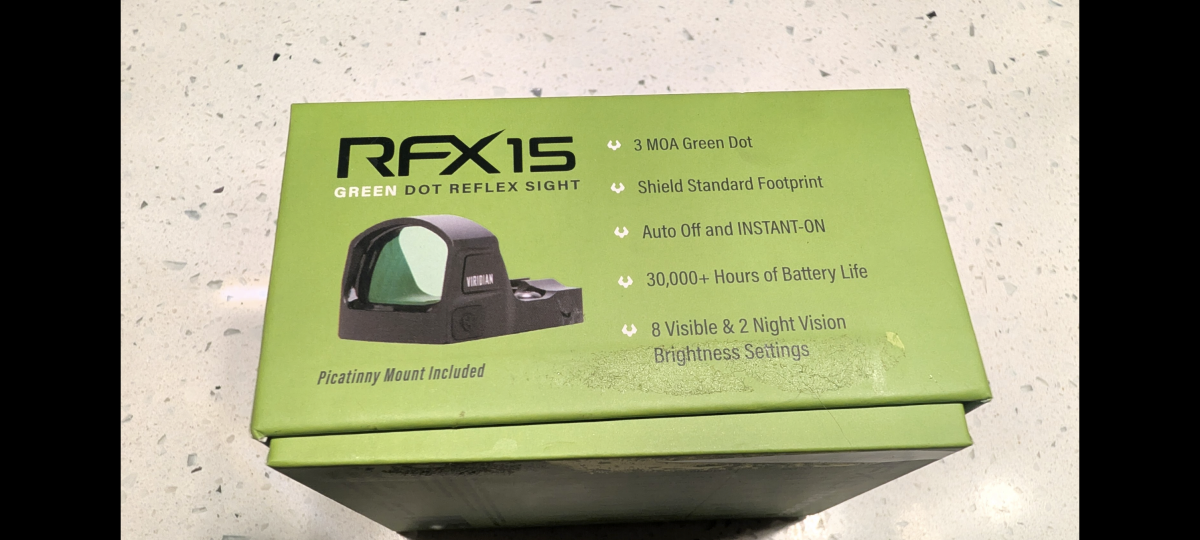 RFX15
GREEN DOT REFLEX SIGHT
VIRIDIAN
Picatinny Mount Included
3 MOA Green Dot
Shield Standard Footprint
Auto Off and INSTANT-ON
30,000+ Hours of Battery Life
8 Visible & 2 Night Vision
Brightness Settings